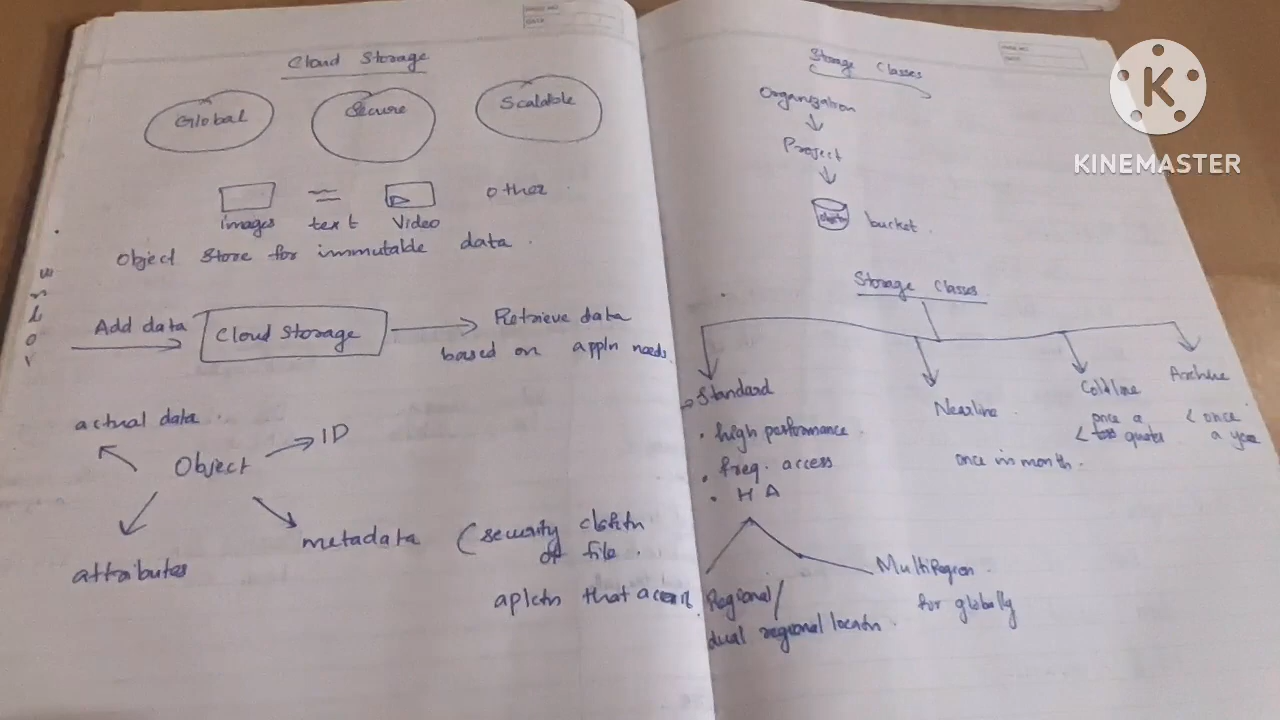 Cloud Storage
Global
Secure
Scalable
images
text
Video
other
Object Store for immutable data.
Add data
Cloud Storage
Retrieve data
based on appln needs.
actual data.
Object
ID
attributes
metadata
(security clsfctn
of file.
aplctn that access it
Storage Classes
Organization
Project
bucket.
Storage Classes
Standard
• high performance.
• freq. access
• HA
Regional/
dual regional locatn.
MultiRegion.
for globally
Nearline.
once in month.
Coldline
once a
<
Archive
< once
a year
K
KINEMASTER